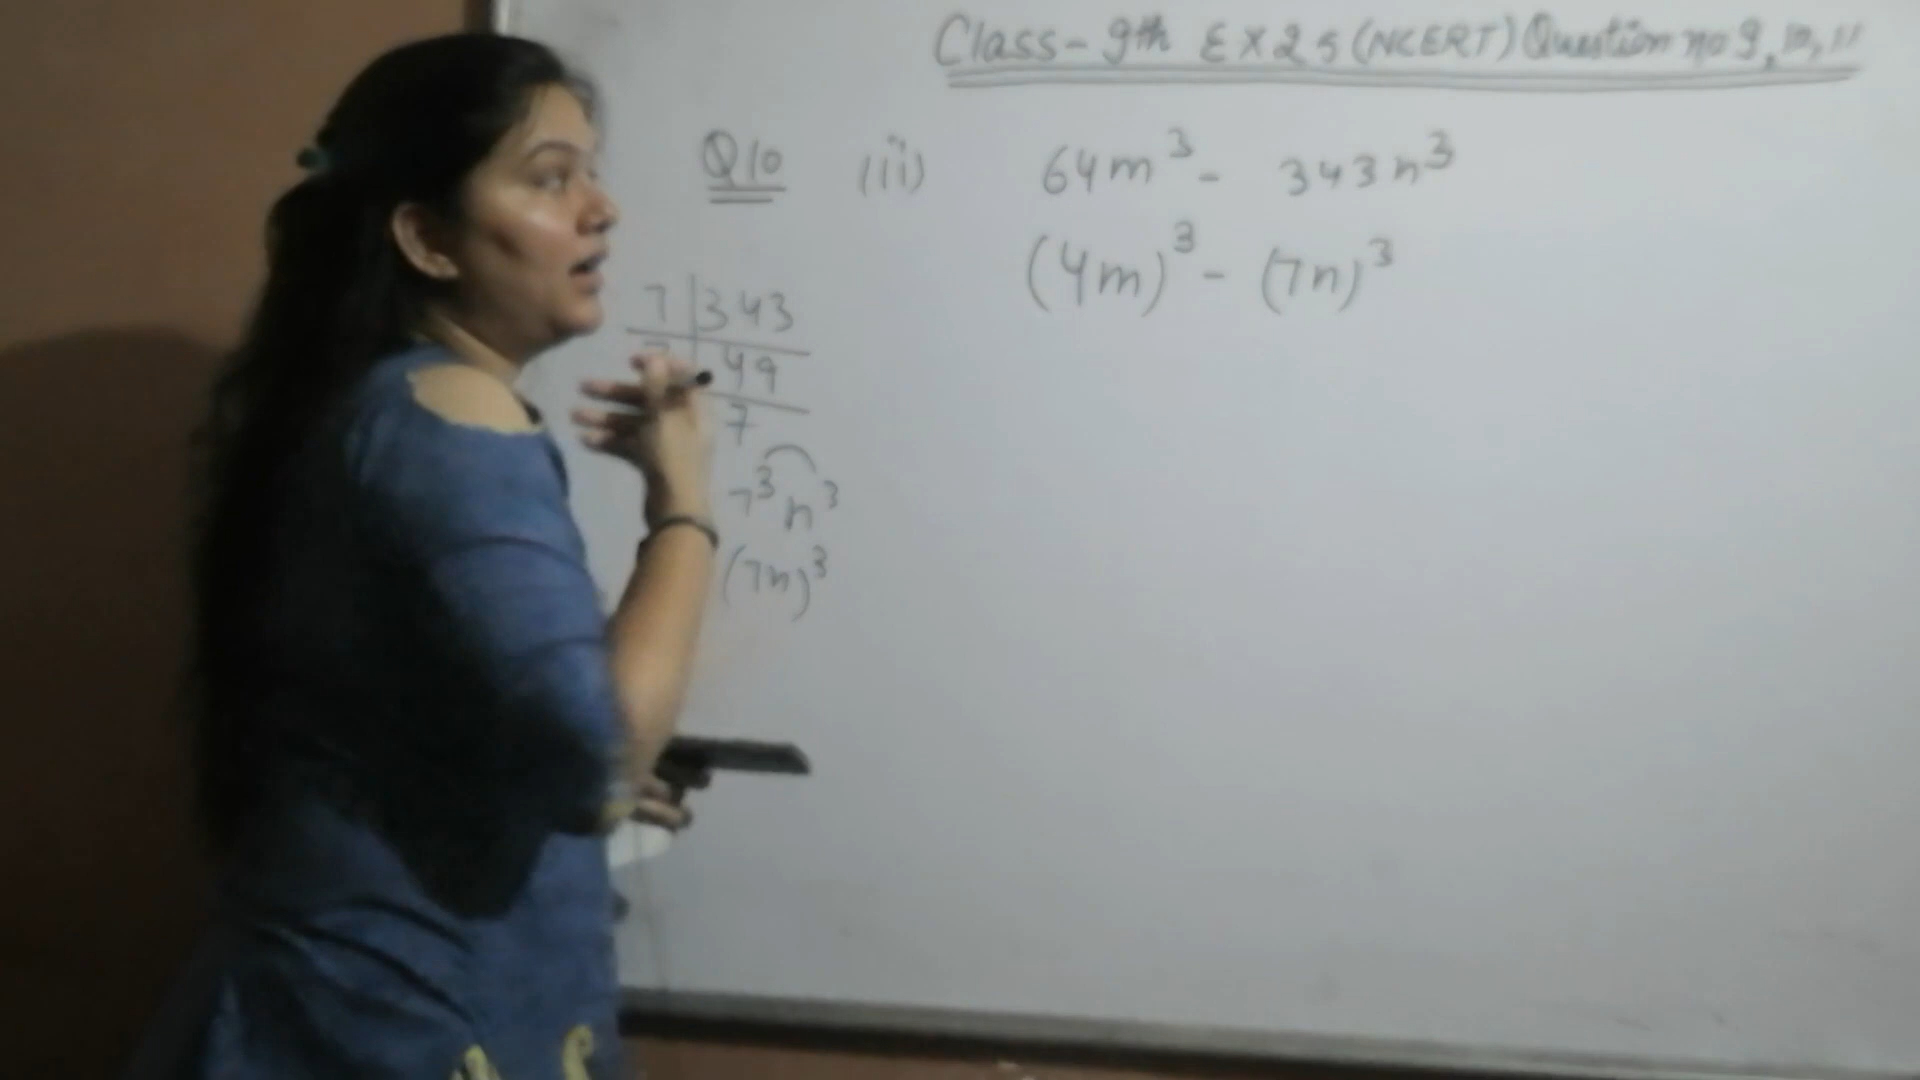 Class - 9th Ex 2 5 (NCERT) Question no 9, 10, 11
Q10 (ii) 64m³ - 343n³
(4m)³ - (7n)³
7 | 343
7 | 49
7
7³n³
(7n)³